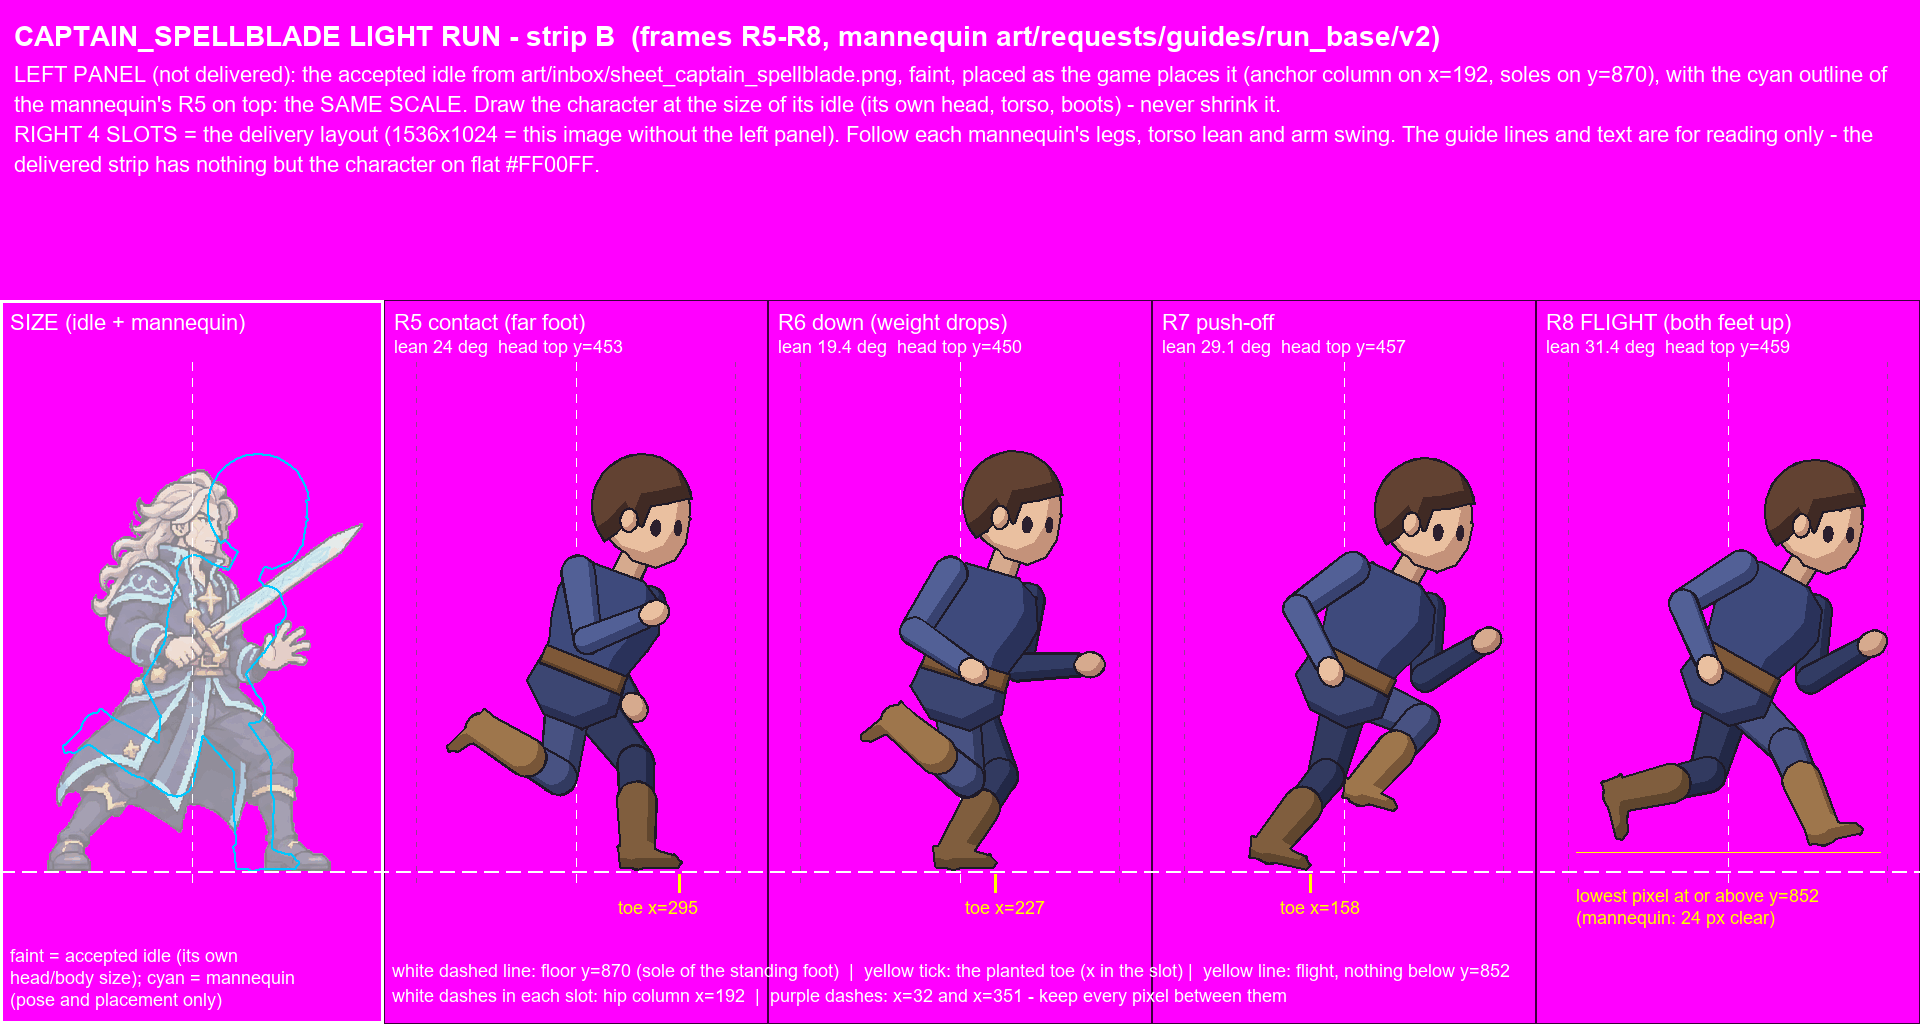 CAPTAIN_SPELLBLADE LIGHT RUN - strip B  (frames R5-R8, mannequin art/requests/guides/run_base/v2)
LEFT PANEL (not delivered): the accepted idle from art/inbox/sheet_captain_spellblade.png, faint, placed as the game places it (anchor column on x=192, soles on y=870), with the cyan outline of
the mannequin's R5 on top: the SAME SCALE. Draw the character at the size of its idle (its own head, torso, boots) - never shrink it.
RIGHT 4 SLOTS = the delivery layout (1536x1024 = this image without the left panel). Follow each mannequin's legs, torso lean and arm swing. The guide lines and text are for reading only - the
delivered strip has nothing but the character on flat #FF00FF.
SIZE (idle + mannequin)
R5 contact (far foot)
lean 24 deg  head top y=453
R6 down (weight drops)
lean 19.4 deg  head top y=450
R7 push-off
lean 29.1 deg  head top y=457
R8 FLIGHT (both feet up)
lean 31.4 deg  head top y=459
toe x=295
toe x=227
toe x=158
lowest pixel at or above y=852
(mannequin: 24 px clear)
faint = accepted idle (its own
head/body size); cyan = mannequin
(pose and placement only)
white dashed line: floor y=870 (sole of the standing foot)  |  yellow tick: the planted toe (x in the slot) |  yellow line: flight, nothing below y=852
white dashes in each slot: hip column x=192  |  purple dashes: x=32 and x=351 - keep every pixel between them